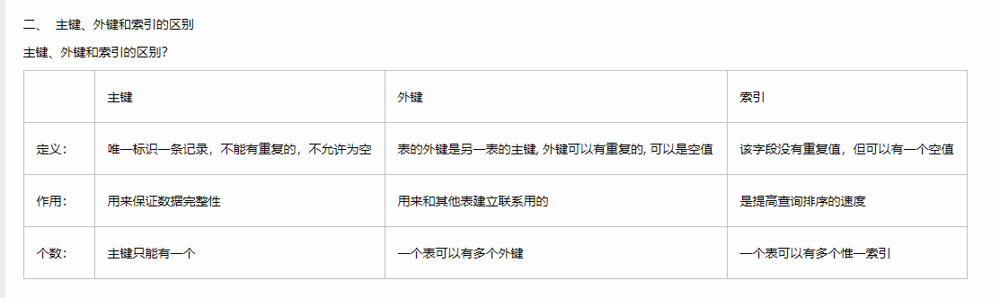 二、 主键、外键和索引的区别
主键、外键和索引的区别?
主键 外键 索引
定义： 唯一标识一条记录，不能有重复的，不允许为空 表的外键是另一表的主键, 外键可以有重复的, 可以是空值 该字段没有重复值，但可以有一个空值
作用： 用来保证数据完整性 用来和其他表建立联系用的 是提高查询排序的速度
个数： 主键只能有一个 一个表可以有多个外键 一个表可以有多个惟一索引